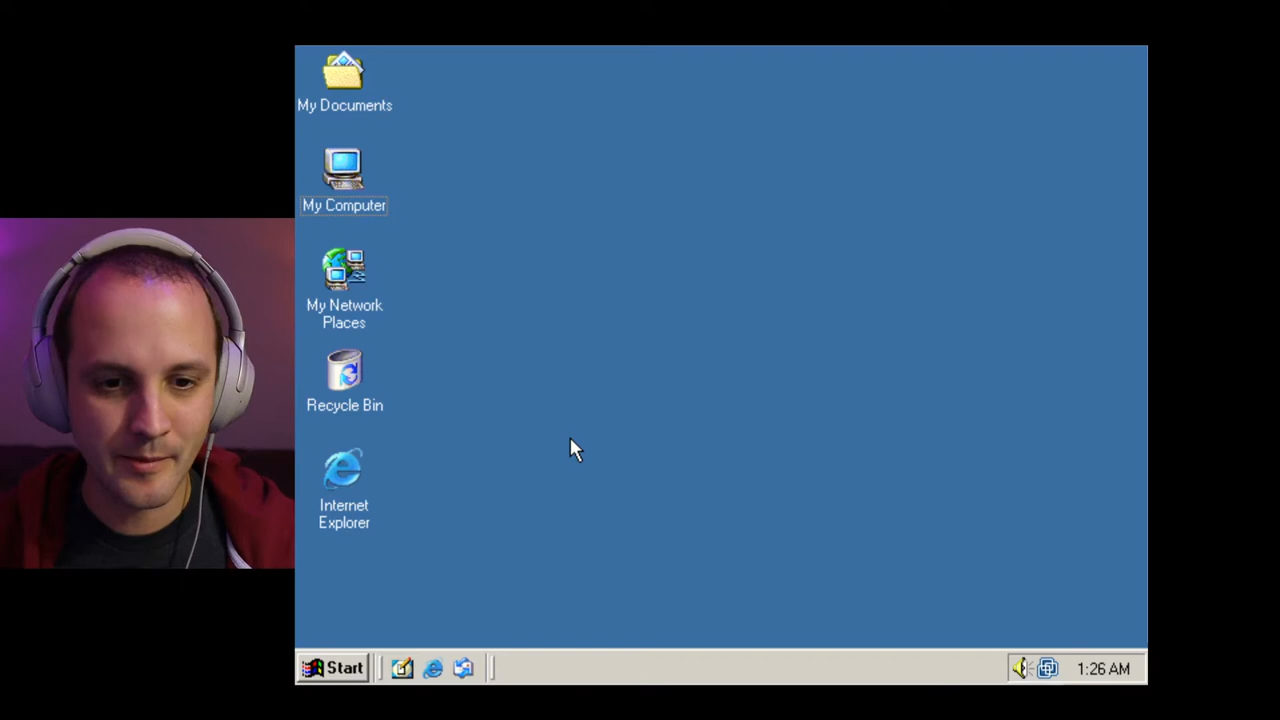 My Documents
My Computer
My Network
Places
Recycle Bin
Internet
Explorer
Start
1:26 AM